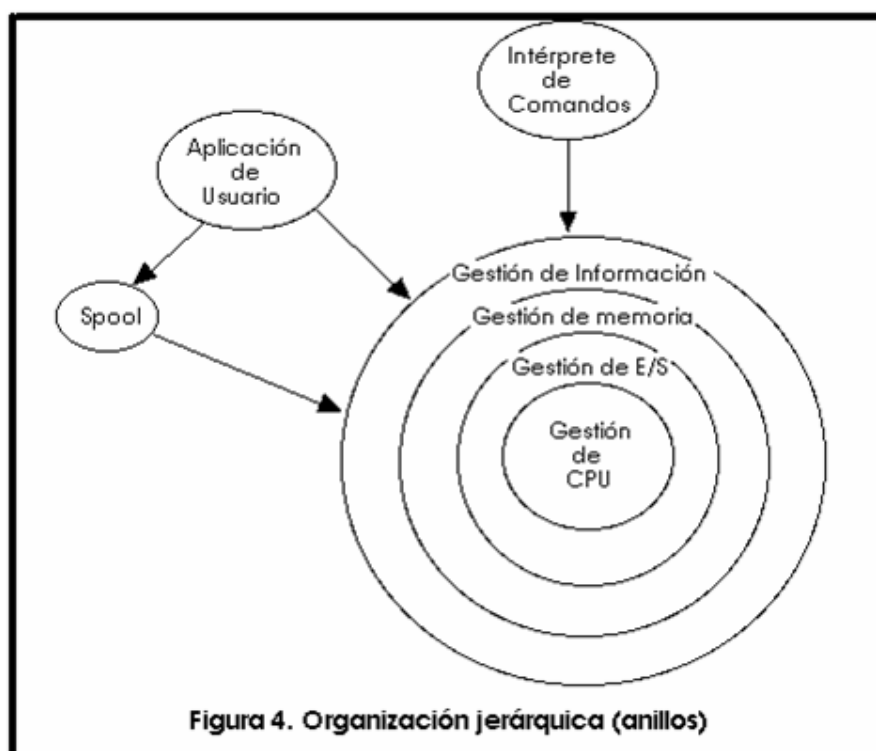 Intérprete
de
Comandos
Aplicación
de
Usuario
Spool
Gestión de Información
Gestión de memoria
Gestión de E/S
Gestión
de
CPU
Figura 4. Organización jerárquica (anillos)